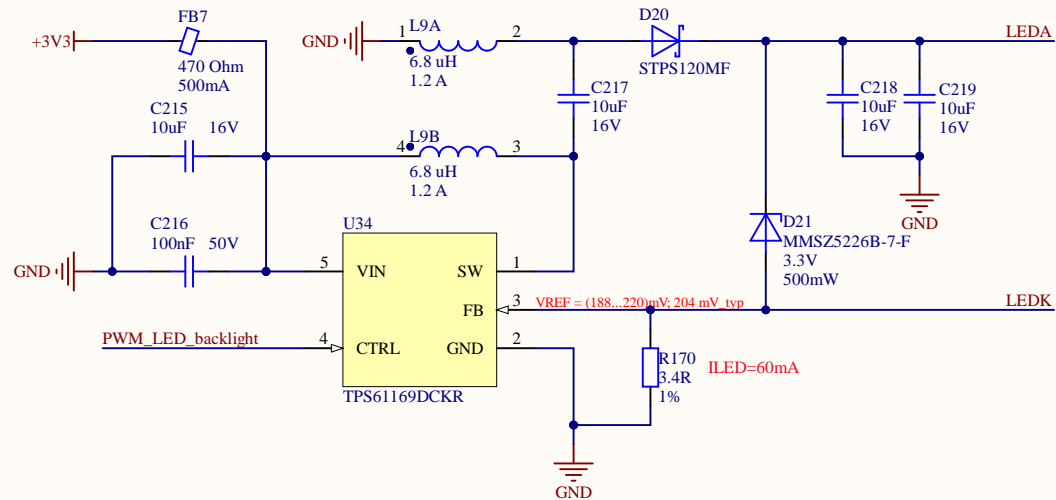 FB7
+3V3
470 Ohm
500mA
GND
1
L9A
2
6.8 uH
1.2 A
D20
STPS120MF
LEDA
C217
10uF
16V
C218
10uF
16V
C219
10uF
16V
GND
C215
10uF 16V
4
L9B
3
6.8 uH
1.2 A
C216
100nF 50V
GND
U34
5 VIN SW 1
FB 3
4 CTRL GND 2
TPS61169DCKR
PWM_LED_backlight
VREF = (188...220)mV; 204 mV_typ
D21
MMSZ5226B-7-F
3.3V
500mW
LEDK
R170
3.4R
1%
ILED=60mA
GND